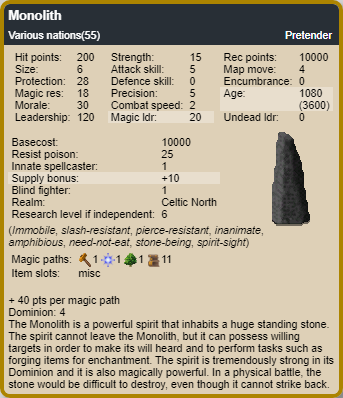 Monolith
Various nations(55) Pretender
Hit points: 200 Strength: 15 Rec points: 10000
Size: 6 Attack skill: 5 Map move: 4
Protection: 28 Defence skill: 0 Encumbrance: 0
Magic res: 18 Precision: 5 Age: 1080
Morale: 30 Combat speed: 2 (3600)
Leadership: 120 Magic ldr: 20 Undead ldr: 0
Basecost: 10000
Resist poison: 25
Innate spellcaster: 1
Supply bonus: +10
Blind fighter: 1
Realm: Celtic North
Research level if independent: 6
(Immobile, slash-resistant, pierce-resistant, inanimate,
amphibious, need-not-eat, stone-being, spirit-sight)
Magic paths: 1 1 1 11
Item slots: misc
+ 40 pts per magic path
Dominion: 4
The Monolith is a powerful spirit that inhabits a huge standing stone.
The spirit cannot leave the Monolith, but it can possess willing
targets in order to make its will heard and to perform tasks such as
forging items for enchantment. The spirit is tremendously strong in its
Dominion and it is also magically powerful. In a physical battle, the
stone would be difficult to destroy, even though it cannot strike back.